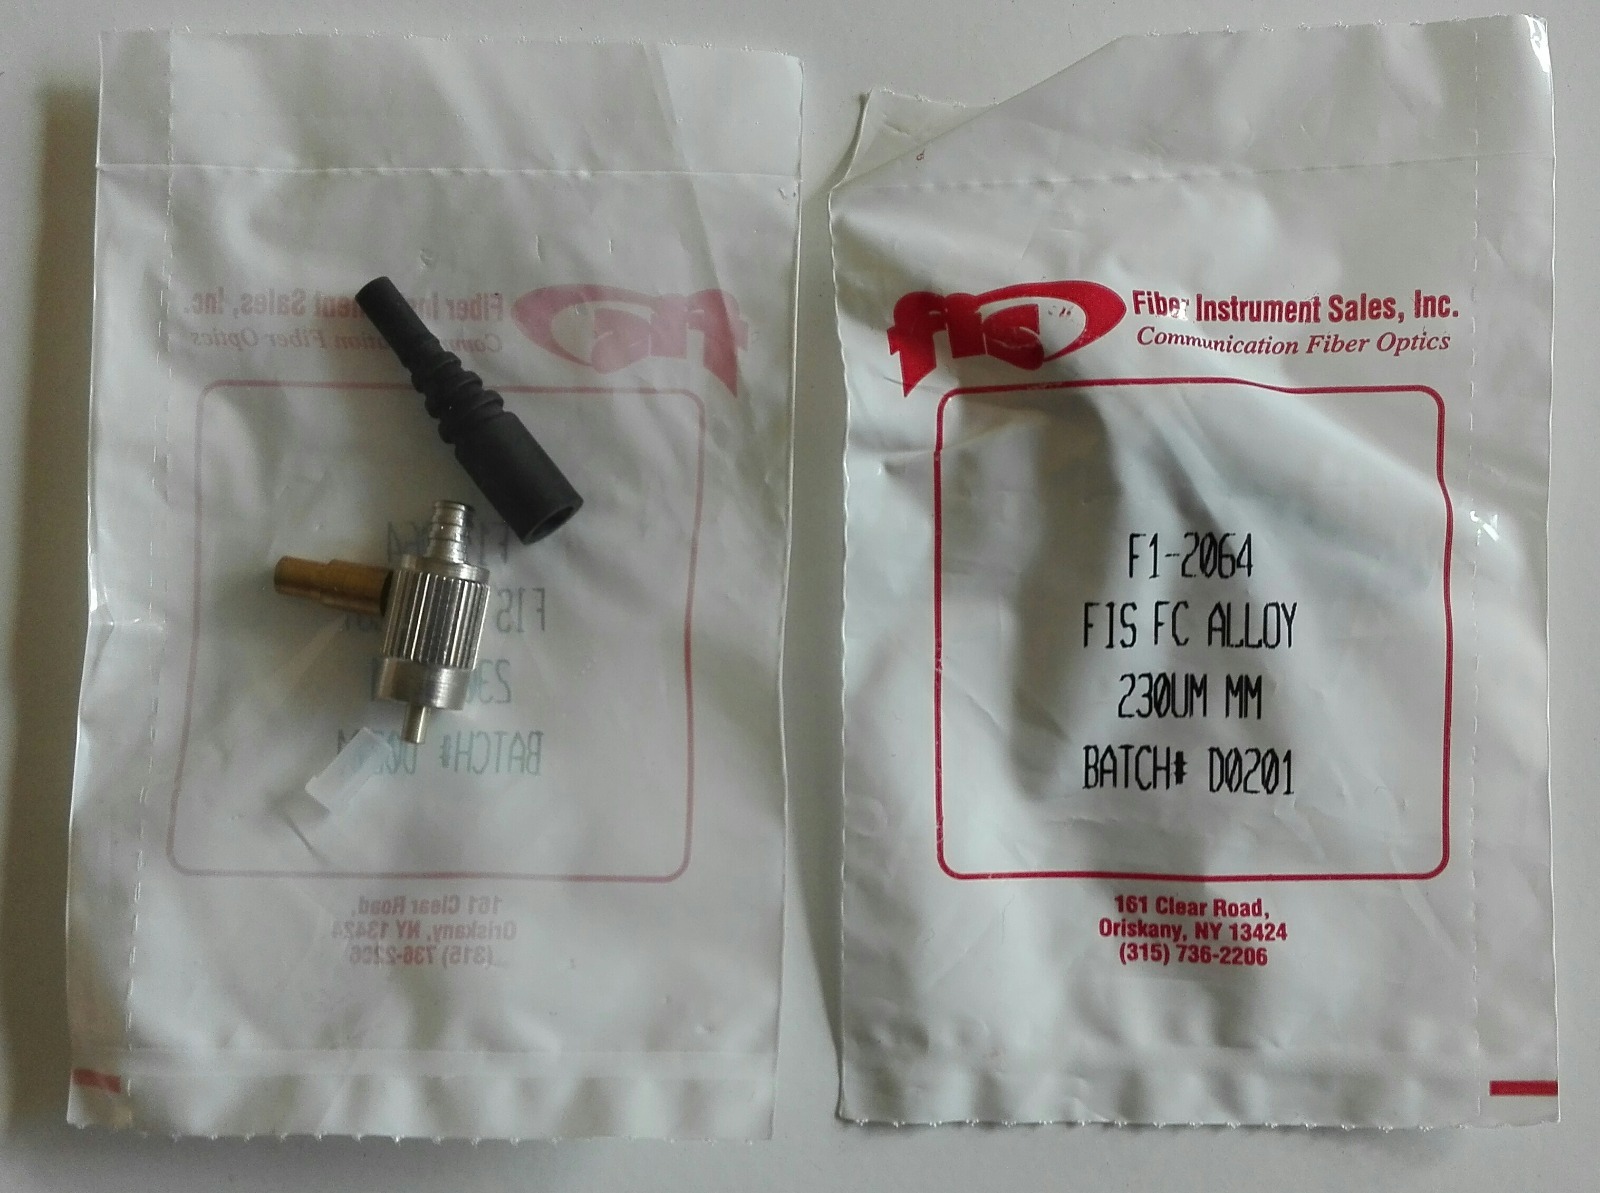 FIS
Fiber Instrument Sales, Inc.
Communication Fiber Optics
F1-2064
F1S FC ALLOY
230UM MM
BATCH# D0201
161 Clear Road,
Oriskany, NY 13424
(315) 736-2206